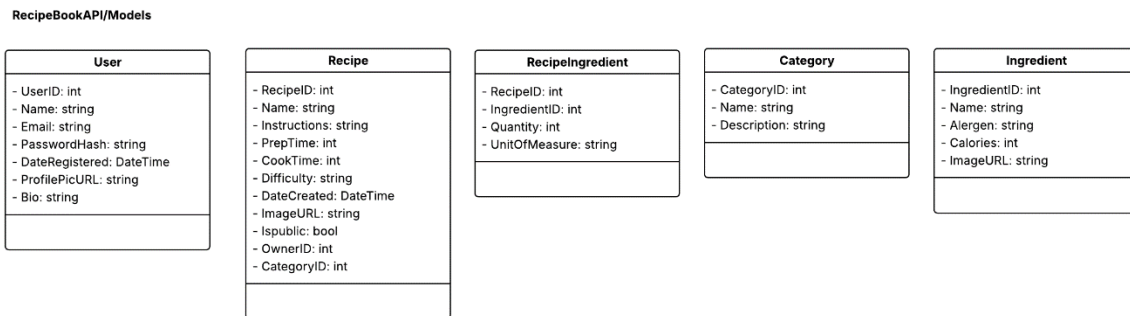 RecipeBookAPI/Models
User
- UserID: int
- Name: string
- Email: string
- PasswordHash: string
- DateRegistered: DateTime
- ProfilePicURL: string
- Bio: string
Recipe
- RecipeID: int
- Name: string
- Instructions: string
- PrepTime: int
- CookTime: int
- Difficulty: string
- DateCreated: DateTime
- ImageURL: string
- Ispublic: bool
- OwnerID: int
- CategoryID: int
RecipeIngredient
- RecipeID: int
- IngredientID: int
- Quantity: int
- UnitOfMeasure: string
Category
- CategoryID: int
- Name: string
- Description: string
Ingredient
- IngredientID: int
- Name: string
- Alergen: string
- Calories: int
- ImageURL: string